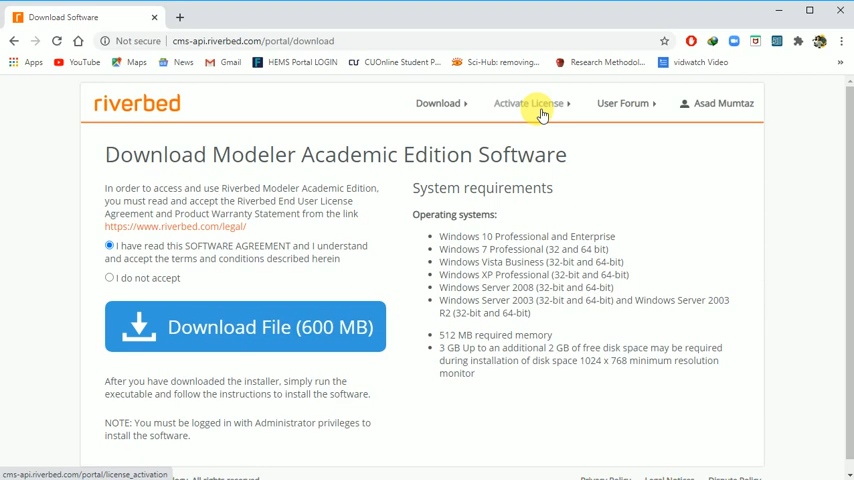 Download Software
Not secure cms-api.riverbed.com/portal/download
Apps YouTube Maps News Gmail HEMS Portal LOGIN CUOnline Student P... Sci-Hub: removing... Research Methodol... vidwatch Video »
riverbed Download Activate License User Forum Asad Mumtaz
Download Modeler Academic Edition Software
In order to access and use Riverbed Modeler Academic Edition,
you must read and accept the Riverbed End User License
Agreement and Product Warranty Statement from the link
https://www.riverbed.com/legal/
I have read this SOFTWARE AGREEMENT and I understand
and accept the terms and conditions described herein
I do not accept
Download File (600 MB)
After you have downloaded the installer, simply run the
executable and follow the instructions to install the software.
NOTE: You must be logged in with Administrator privileges to
install the software.
System requirements
Operating systems:
Windows 10 Professional and Enterprise
Windows 7 Professional (32 and 64 bit)
Windows Vista Business (32-bit and 64-bit)
Windows XP Professional (32-bit and 64-bit)
Windows Server 2008 (32-bit and 64-bit)
Windows Server 2003 (32-bit and 64-bit) and Windows Server 2003
R2 (32-bit and 64-bit)
512 MB required memory
3 GB Up to an additional 2 GB of free disk space may be required
during installation of disk space 1024 x 768 minimum resolution
monitor
cms-api.riverbed.com/portal/license_activation
All rights reserved Privacy Policy Legal Notices Dispute Policy